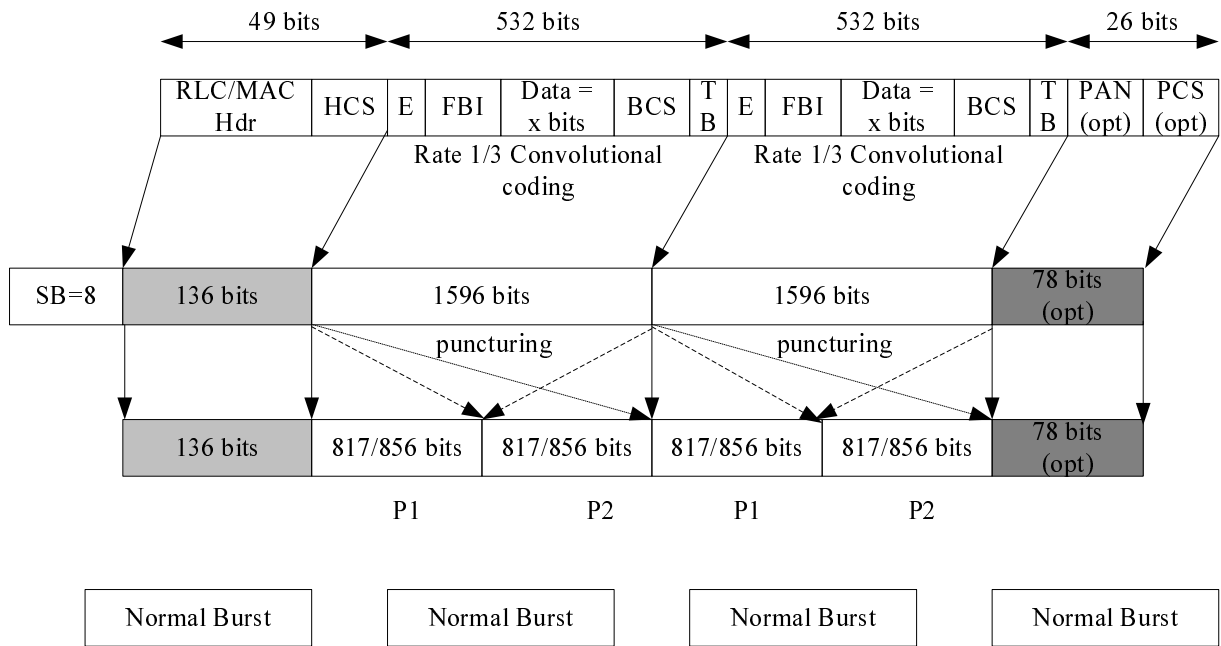 49 bits
532 bits
532 bits
26 bits
RLC/MAC
Hdr
HCS
E
FBI
Data =
x bits
BCS
T
B
E
FBI
Data =
x bits
BCS
T
B
PAN
(opt)
PCS
(opt)
Rate 1/3 Convolutional
coding
Rate 1/3 Convolutional
coding
SB=8
136 bits
1596 bits
1596 bits
78 bits
(opt)
puncturing
puncturing
136 bits
817/856 bits
817/856 bits
817/856 bits
817/856 bits
78 bits
(opt)
P1
P2
P1
P2
Normal Burst
Normal Burst
Normal Burst
Normal Burst